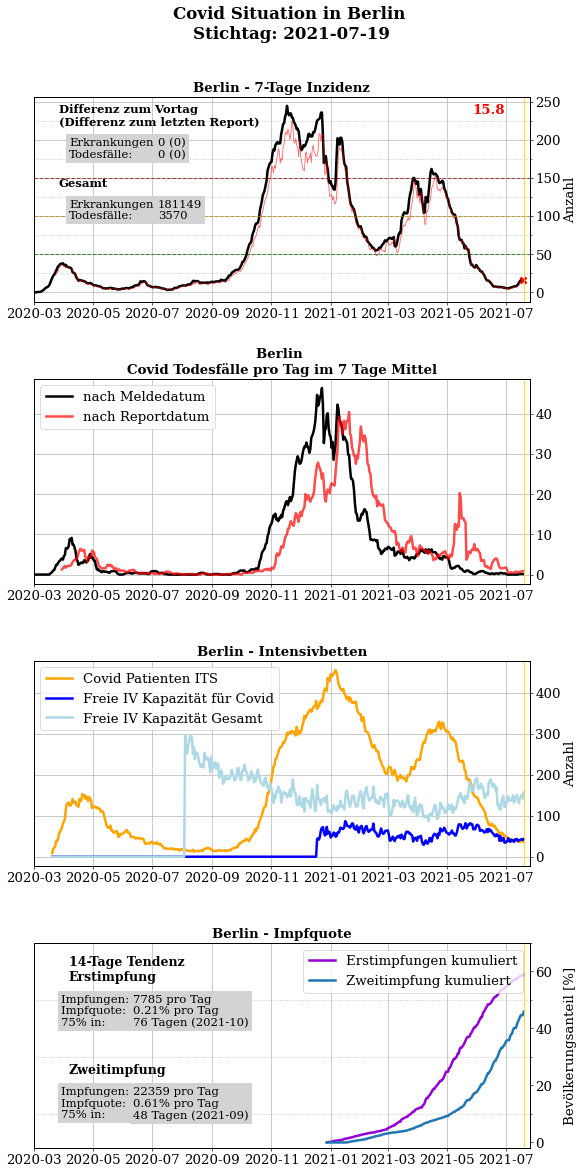 Covid Situation in Berlin
Stichtag: 2021-07-19
Berlin - 7-Tage Inzidenz
Differenz zum Vortag
(Differenz zum letzten Report)
Erkrankungen 0 (0)
Todesfälle: 0 (0)
Gesamt
Erkrankungen 181149
Todesfälle: 3570
15.8
250
200
150
100
50
0
Anzahl
2020-03 2020-05 2020-07 2020-09 2020-11 2021-01 2021-03 2021-05 2021-07
Berlin
Covid Todesfälle pro Tag im 7 Tage Mittel
nach Meldedatum
nach Reportdatum
40
30
20
10
0
2020-03 2020-05 2020-07 2020-09 2020-11 2021-01 2021-03 2021-05 2021-07
Berlin - Intensivbetten
Covid Patienten ITS
Freie IV Kapazität für Covid
Freie IV Kapazität Gesamt
400
300
200
100
0
Anzahl
2020-03 2020-05 2020-07 2020-09 2020-11 2021-01 2021-03 2021-05 2021-07
Berlin - Impfquote
14-Tage Tendenz
Erstimpfung
Impfungen: 7785 pro Tag
Impfquote: 0.21% pro Tag
75% in: 76 Tagen (2021-10)
Zweitimpfung
Impfungen: 22359 pro Tag
Impfquote: 0.61% pro Tag
75% in: 48 Tagen (2021-09)
Erstimpfungen kumuliert
Zweitimpfung kumuliert
60
40
20
0
Bevölkerungsanteil [%]
2020-03 2020-05 2020-07 2020-09 2020-11 2021-01 2021-03 2021-05 2021-07